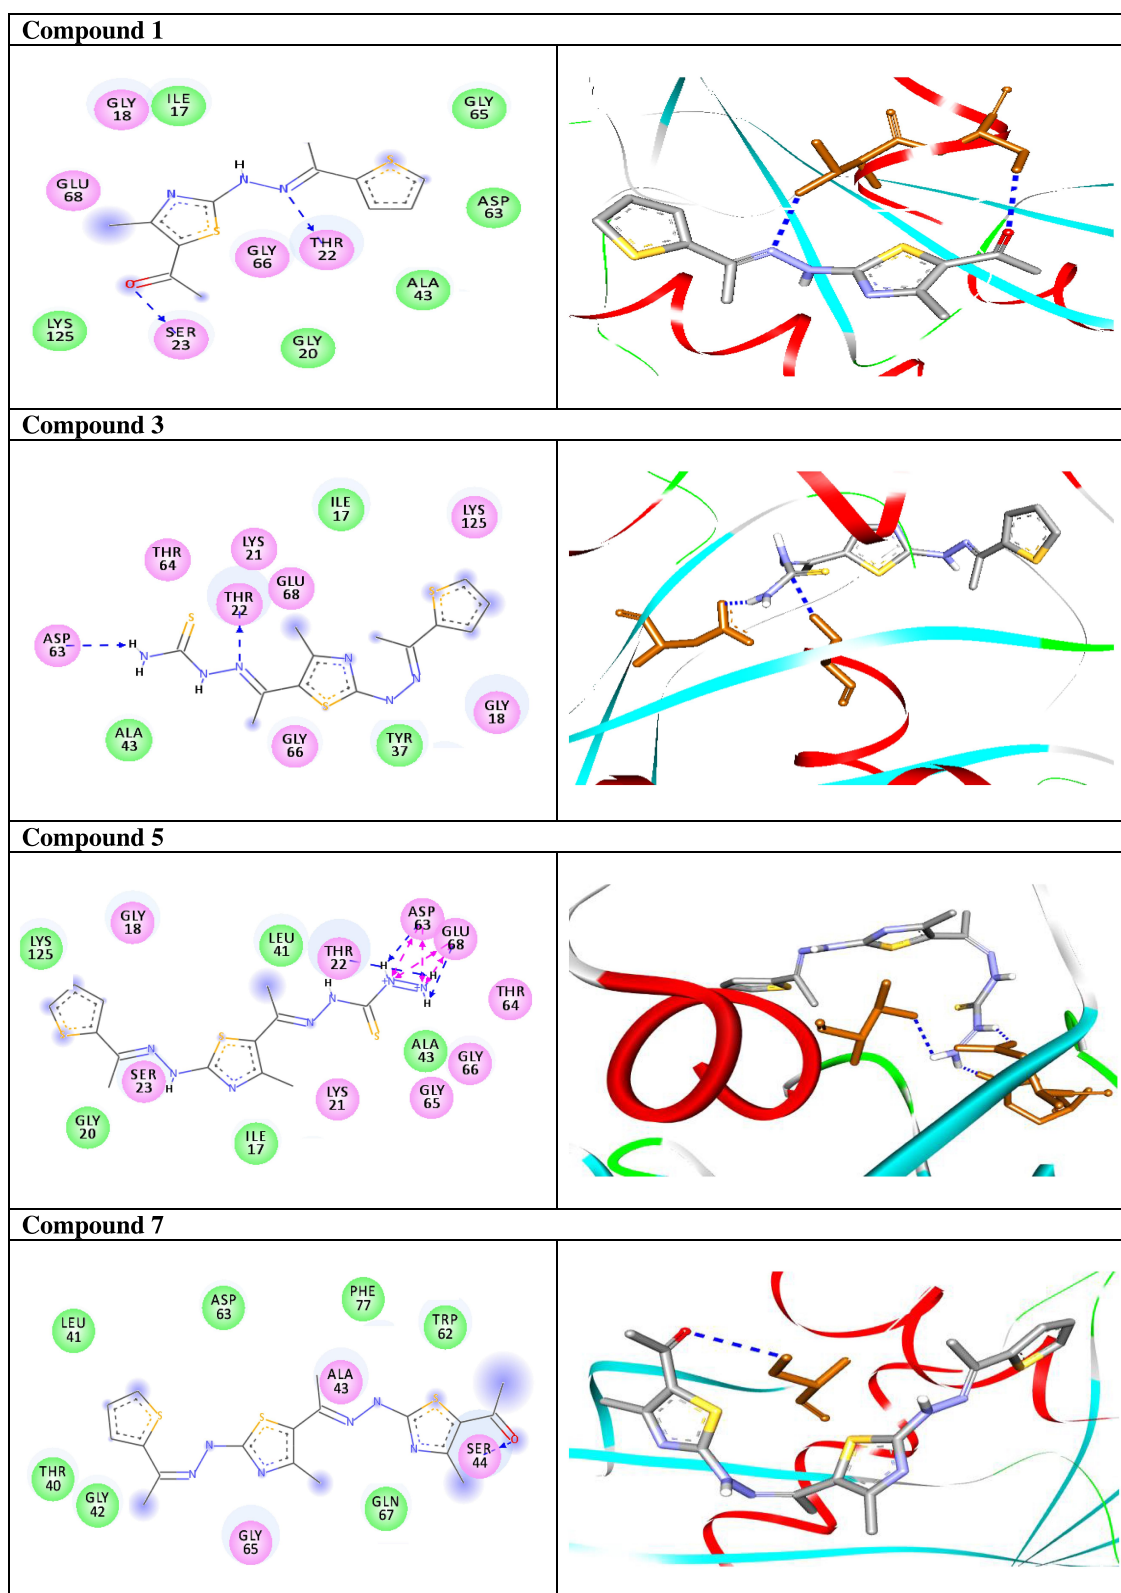 Compound 1
GLY
18
ILE
17
GLY
65
H
N
N
S
GLU
68
N
S
ASP
63
GLY
66
THR
22
ALA
43
O
LYS
125
SER
23
GLY
20
Compound 3
ILE
17
LYS
125
LYS
21
THR
64
GLU
68
THR
22
S
S
ASP
63
H
N
H
N
H
N
N
S
N
N
GLY
18
ALA
43
GLY
66
TYR
37
Compound 5
GLY
18
ASP
63
GLU
68
LYS
125
LEU
41
THR
22
H
H
N+
N
H
H
N
THR
64
S
N
N
S
S
ALA
43
GLY
66
SER
23
N
H
N
LYS
21
GLY
65
GLY
20
ILE
17
Compound 7
ASP
63
PHE
77
LEU
41
TRP
62
ALA
43
S
N
N
S
S
N
N
N
N
O
SER
44
THR
40
GLY
42
GLN
67
GLY
65